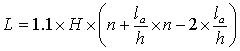 L = 1.1 × H × ( n + l_a/h × n − 2 × l_a/h )